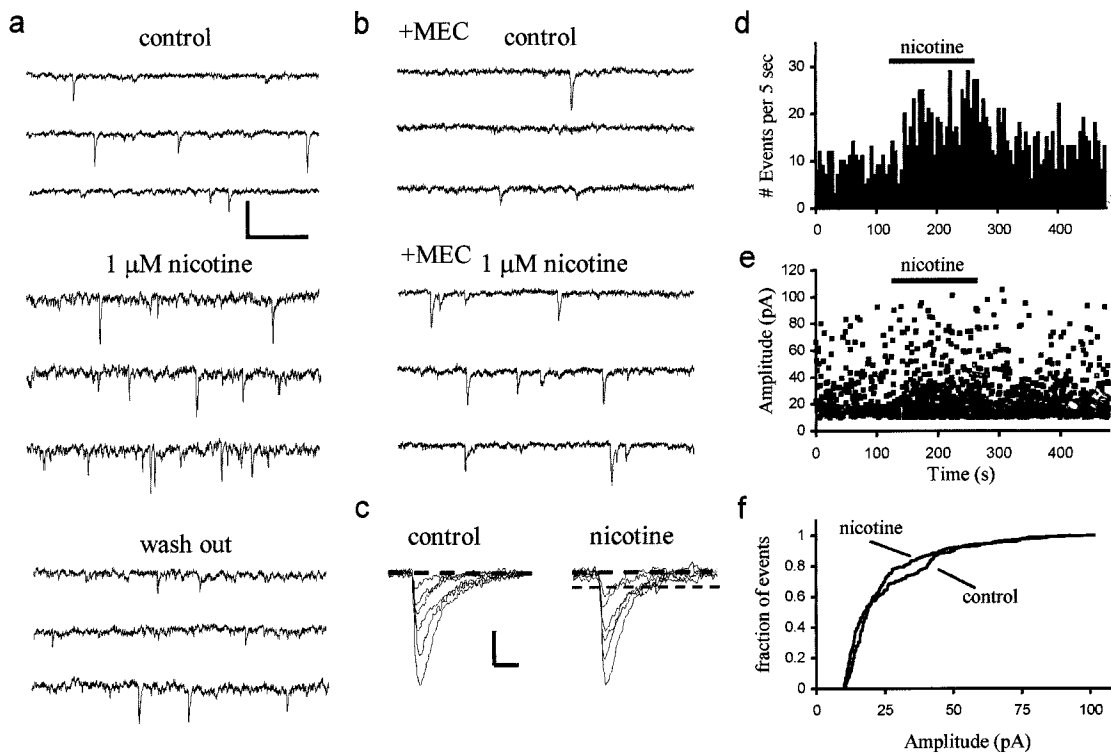 a
control
1 μM nicotine
wash out
b
+MEC
control
+MEC
1 μM nicotine
c
control
nicotine
d
nicotine
# Events per 5 sec
30
20
10
0
0 100 200 300 400
e
nicotine
Amplitude (pA)
120
100
80
60
40
20
0
0 100 200 300 400
Time (s)
f
nicotine
control
fraction of events
1
0.8
0.6
0.4
0.2
0
0 25 50 75 100
Amplitude (pA)